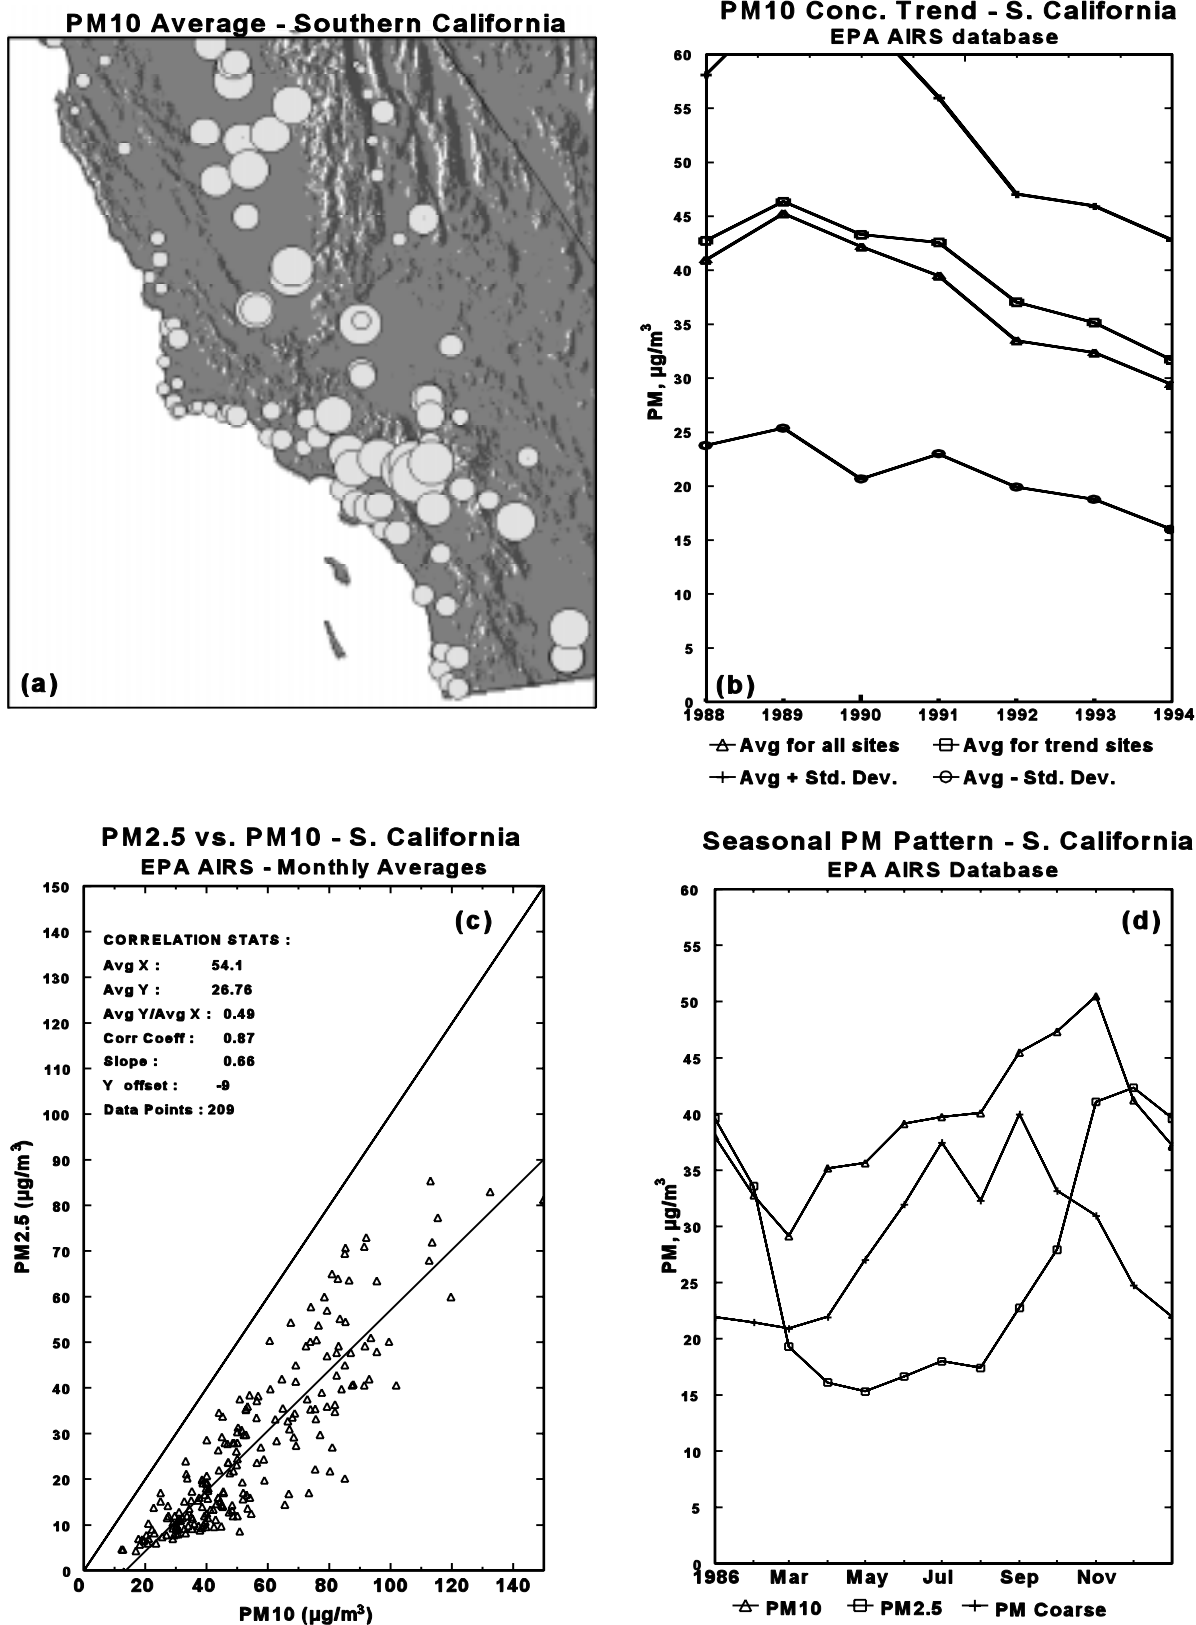 PM10 Average - Southern California
(a)
PM10 Conc. Trend - S. California
EPA AIRS database
60
55
50
45
40
35
30
25
20
15
10
5
0
PM, µg/m³
(b)
1988 1989 1990 1991 1992 1993 1994
Avg for all sites Avg for trend sites
Avg + Std. Dev. Avg - Std. Dev.
PM2.5 vs. PM10 - S. California
EPA AIRS - Monthly Averages
150
140
130
120
110
100
90
80
70
60
50
40
30
20
10
0
PM2.5 (µg/m³)
(c)
CORRELATION STATS :
Avg X : 54.1
Avg Y : 26.76
Avg Y/Avg X : 0.49
Corr Coeff : 0.87
Slope : 0.66
Y offset : -9
Data Points : 209
0 20 40 60 80 100 120 140
PM10 (µg/m³)
Seasonal PM Pattern - S. California
EPA AIRS Database
60
55
50
45
40
35
30
25
20
15
10
5
0
PM, µg/m³
(d)
1986 Mar May Jul Sep Nov
PM10 PM2.5 PM Coarse